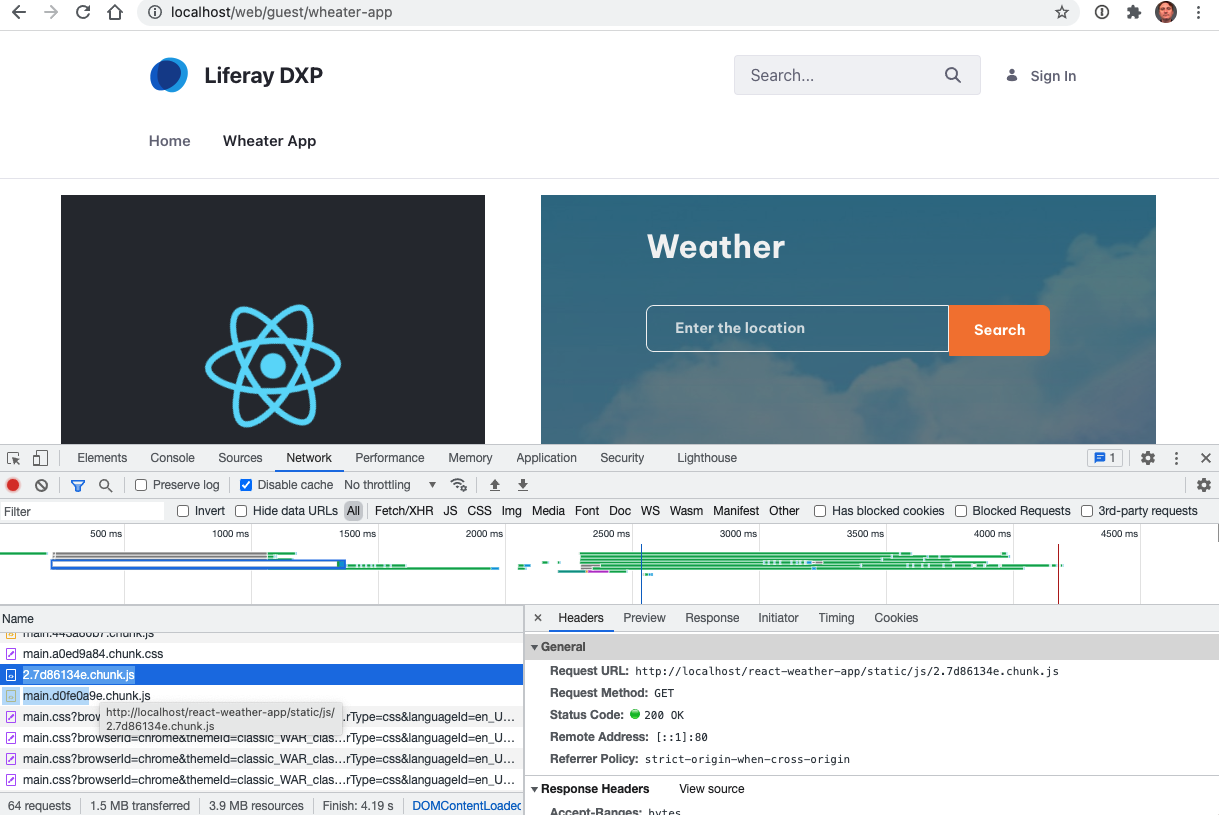 localhost/web/guest/wheater-app
Liferay DXP
Search...
Sign In
Home Wheater App
Weather
Enter the location Search
Elements Console Sources Network Performance Memory Application Security Lighthouse 1
Preserve log Disable cache No throttling
Filter Invert Hide data URLs All Fetch/XHR JS CSS Img Media Font Doc WS Wasm Manifest Other Has blocked cookies Blocked Requests 3rd-party requests
500 ms 1000 ms 1500 ms 2000 ms 2500 ms 3000 ms 3500 ms 4000 ms 4500 ms
Name
main.a0ed9a84.chunk.css
2.7d86134e.chunk.js
main.d0fe0a9e.chunk.js
http://localhost/react-weather-app/static/js/
2.7d86134e.chunk.js
main.css?brow rType=css&languageId=en_U...
main.css?browserId=chrome&themeId=classic_WAR_clas...rType=css&languageId=en_U...
main.css?browserId=chrome&themeId=classic_WAR_clas...rType=css&languageId=en_U...
main.css?browserId=chrome&themeId=classic_WAR_clas...rType=css&languageId=en_U...
64 requests 1.5 MB transferred 3.9 MB resources Finish: 4.19 s DOMContentLoaded
Headers Preview Response Initiator Timing Cookies
General
Request URL: http://localhost/react-weather-app/static/js/2.7d86134e.chunk.js
Request Method: GET
Status Code: 200 OK
Remote Address: [::1]:80
Referrer Policy: strict-origin-when-cross-origin
Response Headers View source
Accept-Ranges: bytes